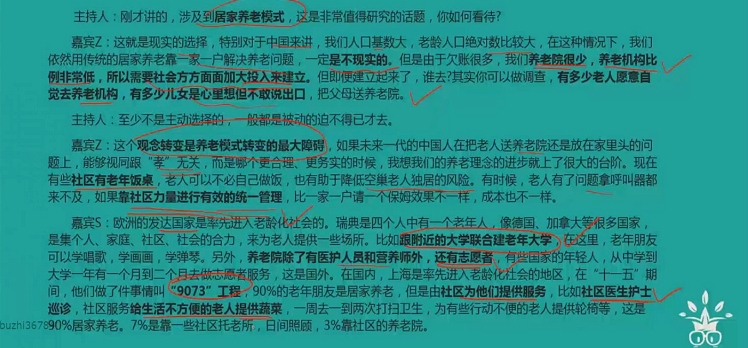 主持人：刚才讲的，涉及到居家养老模式，这是非常值得研究的话题，你如何看待？
嘉宾Z：这就是现实的选择，特别对于中国来讲，我们人口基数大，老龄人口绝对数比较大，在这种情况下，我们
依然用传统的居家养老靠一家一户解决养老问题，一定是不现实的。但是由于欠账很多，我们养老院很少，养老机构比
例非常低，所以需要社会方方面面加大投入来建立。但即便建立起来了，谁去?其实你可以做调查，有多少老人愿意自
觉去养老机构，有多少儿女是心里想但不敢说出口，把父母送养老院。
主持人：至少不是主动选择的，一般都是被动的迫不得已才去。
嘉宾Z：这个观念转变是养老模式转变的最大障碍，如果未来一代的中国人在把老人送养老院还是放在家里头的问
题上，能够视同跟“孝”无关，而是哪个更合理、更务实的时候，我想我们的养老理念的进步就上了很大的台阶。现在
有些社区有老年饭桌，老人可以不必自己做饭，也有助于降低空巢老人独居的风险。有时候，老人有了问题拿呼叫器都
来不及，如果靠社区力量进行有效的统一管理，比一家一户请一个保姆效果不一样，成本也不一样。
嘉宾S：欧洲的发达国家是率先进入老龄化社会的。瑞典是四个人中有一个老年人，像德国、加拿大等很多国家，
是集个人、家庭、社区、社会的合力，来为老人提供一些场所。比如跟附近的大学联合建老年大学，在这里，老年朋友
可以学唱歌，学画画，学弹琴。另外，养老院除了有医护人员和营养师外，还有志愿者，有些国家的年轻人，从中学到
大学一年有一个月到二个月去做志愿者服务，这是国外。在国内，上海是率先进入老龄化社会的地区，在“十一五”期
间，他们做了件事情叫“9073”工程，90%的老年朋友是居家养老，但是由社区为他们提供服务，比如社区医生护士
巡诊，社区服务给生活不方便的老人提供蔬菜，一周去一到两次打扫卫生，为有些行动不便的老人提供轮椅等，这是
90%居家养老。7%是靠一些社区托老所，日间照顾，3%靠社区的养老院。
buzhi3678